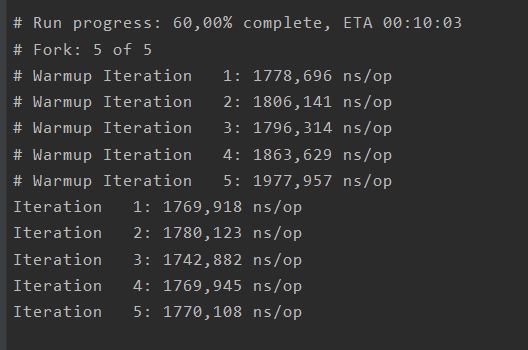 # Run progress: 60,00% complete, ETA 00:10:03
# Fork: 5 of 5
# Warmup Iteration   1: 1778,696 ns/op
# Warmup Iteration   2: 1806,141 ns/op
# Warmup Iteration   3: 1796,314 ns/op
# Warmup Iteration   4: 1863,629 ns/op
# Warmup Iteration   5: 1977,957 ns/op
Iteration   1: 1769,918 ns/op
Iteration   2: 1780,123 ns/op
Iteration   3: 1742,882 ns/op
Iteration   4: 1769,945 ns/op
Iteration   5: 1770,108 ns/op